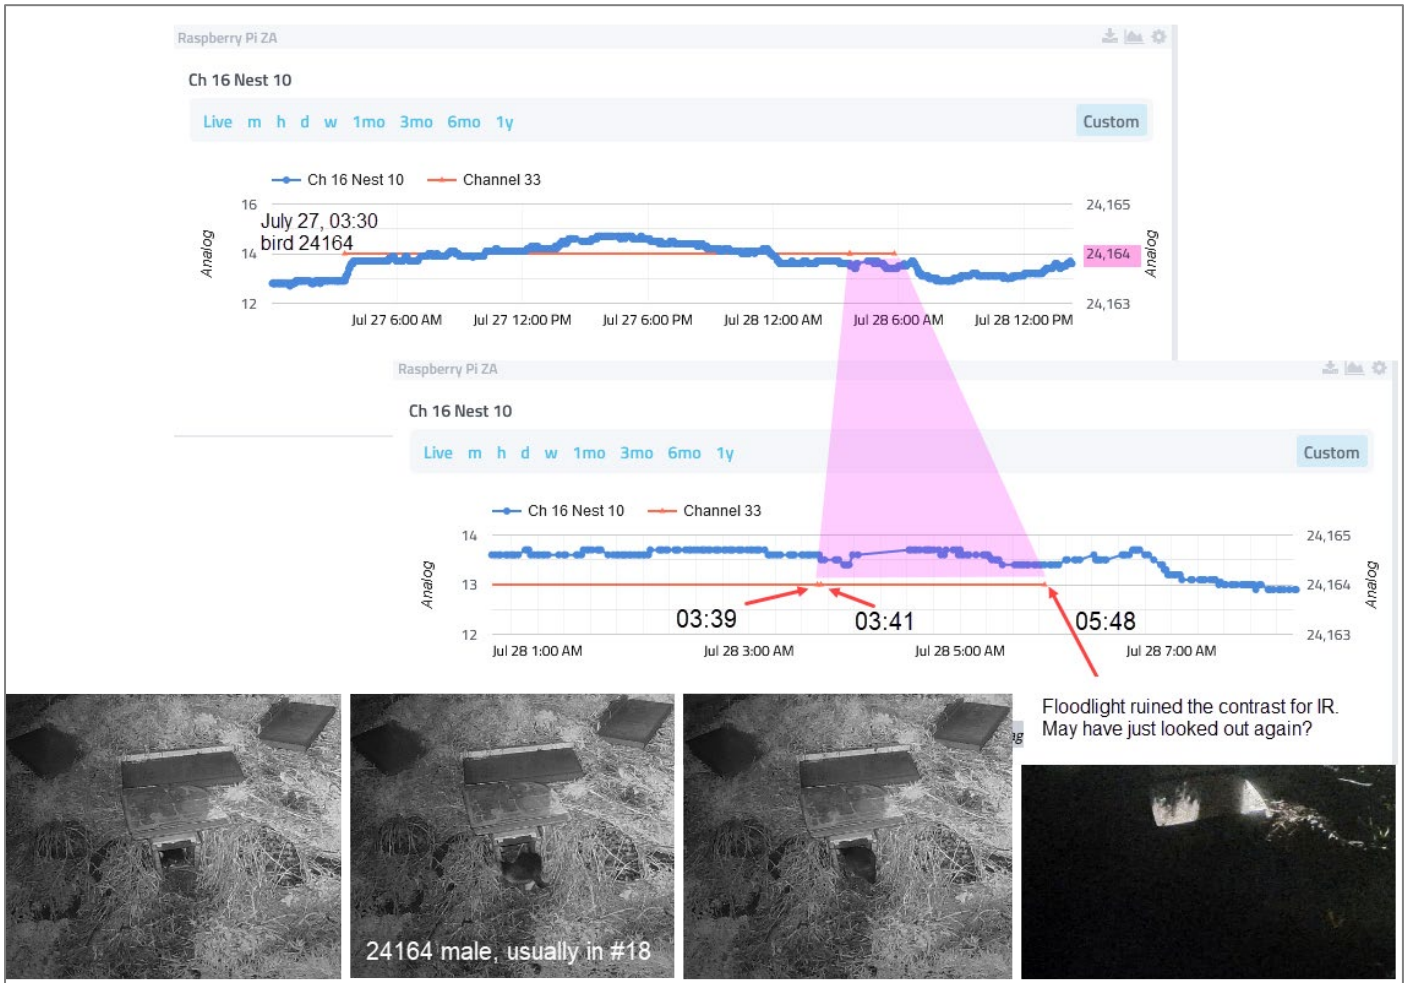 Raspberry Pi ZA
Ch 16 Nest 10
Live m h d w 1mo 3mo 6mo 1y Custom
Ch 16 Nest 10 Channel 33
16 24,165
July 27, 03:30
bird 24164
14 24,164
Analog Analog
12 24,163
Jul 27 6:00 AM Jul 27 12:00 PM Jul 27 6:00 PM Jul 28 12:00 AM Jul 28 6:00 AM Jul 28 12:00 PM
Raspberry Pi ZA
Ch 16 Nest 10
Live m h d w 1mo 3mo 6mo 1y Custom
Ch 16 Nest 10 Channel 33
14 24,165
Analog Analog
13 24,164
03:39 03:41 05:48
12 24,163
Jul 28 1:00 AM Jul 28 3:00 AM Jul 28 5:00 AM Jul 28 7:00 AM
Floodlight ruined the contrast for IR.
May have just looked out again?
ag
24164 male, usually in #18